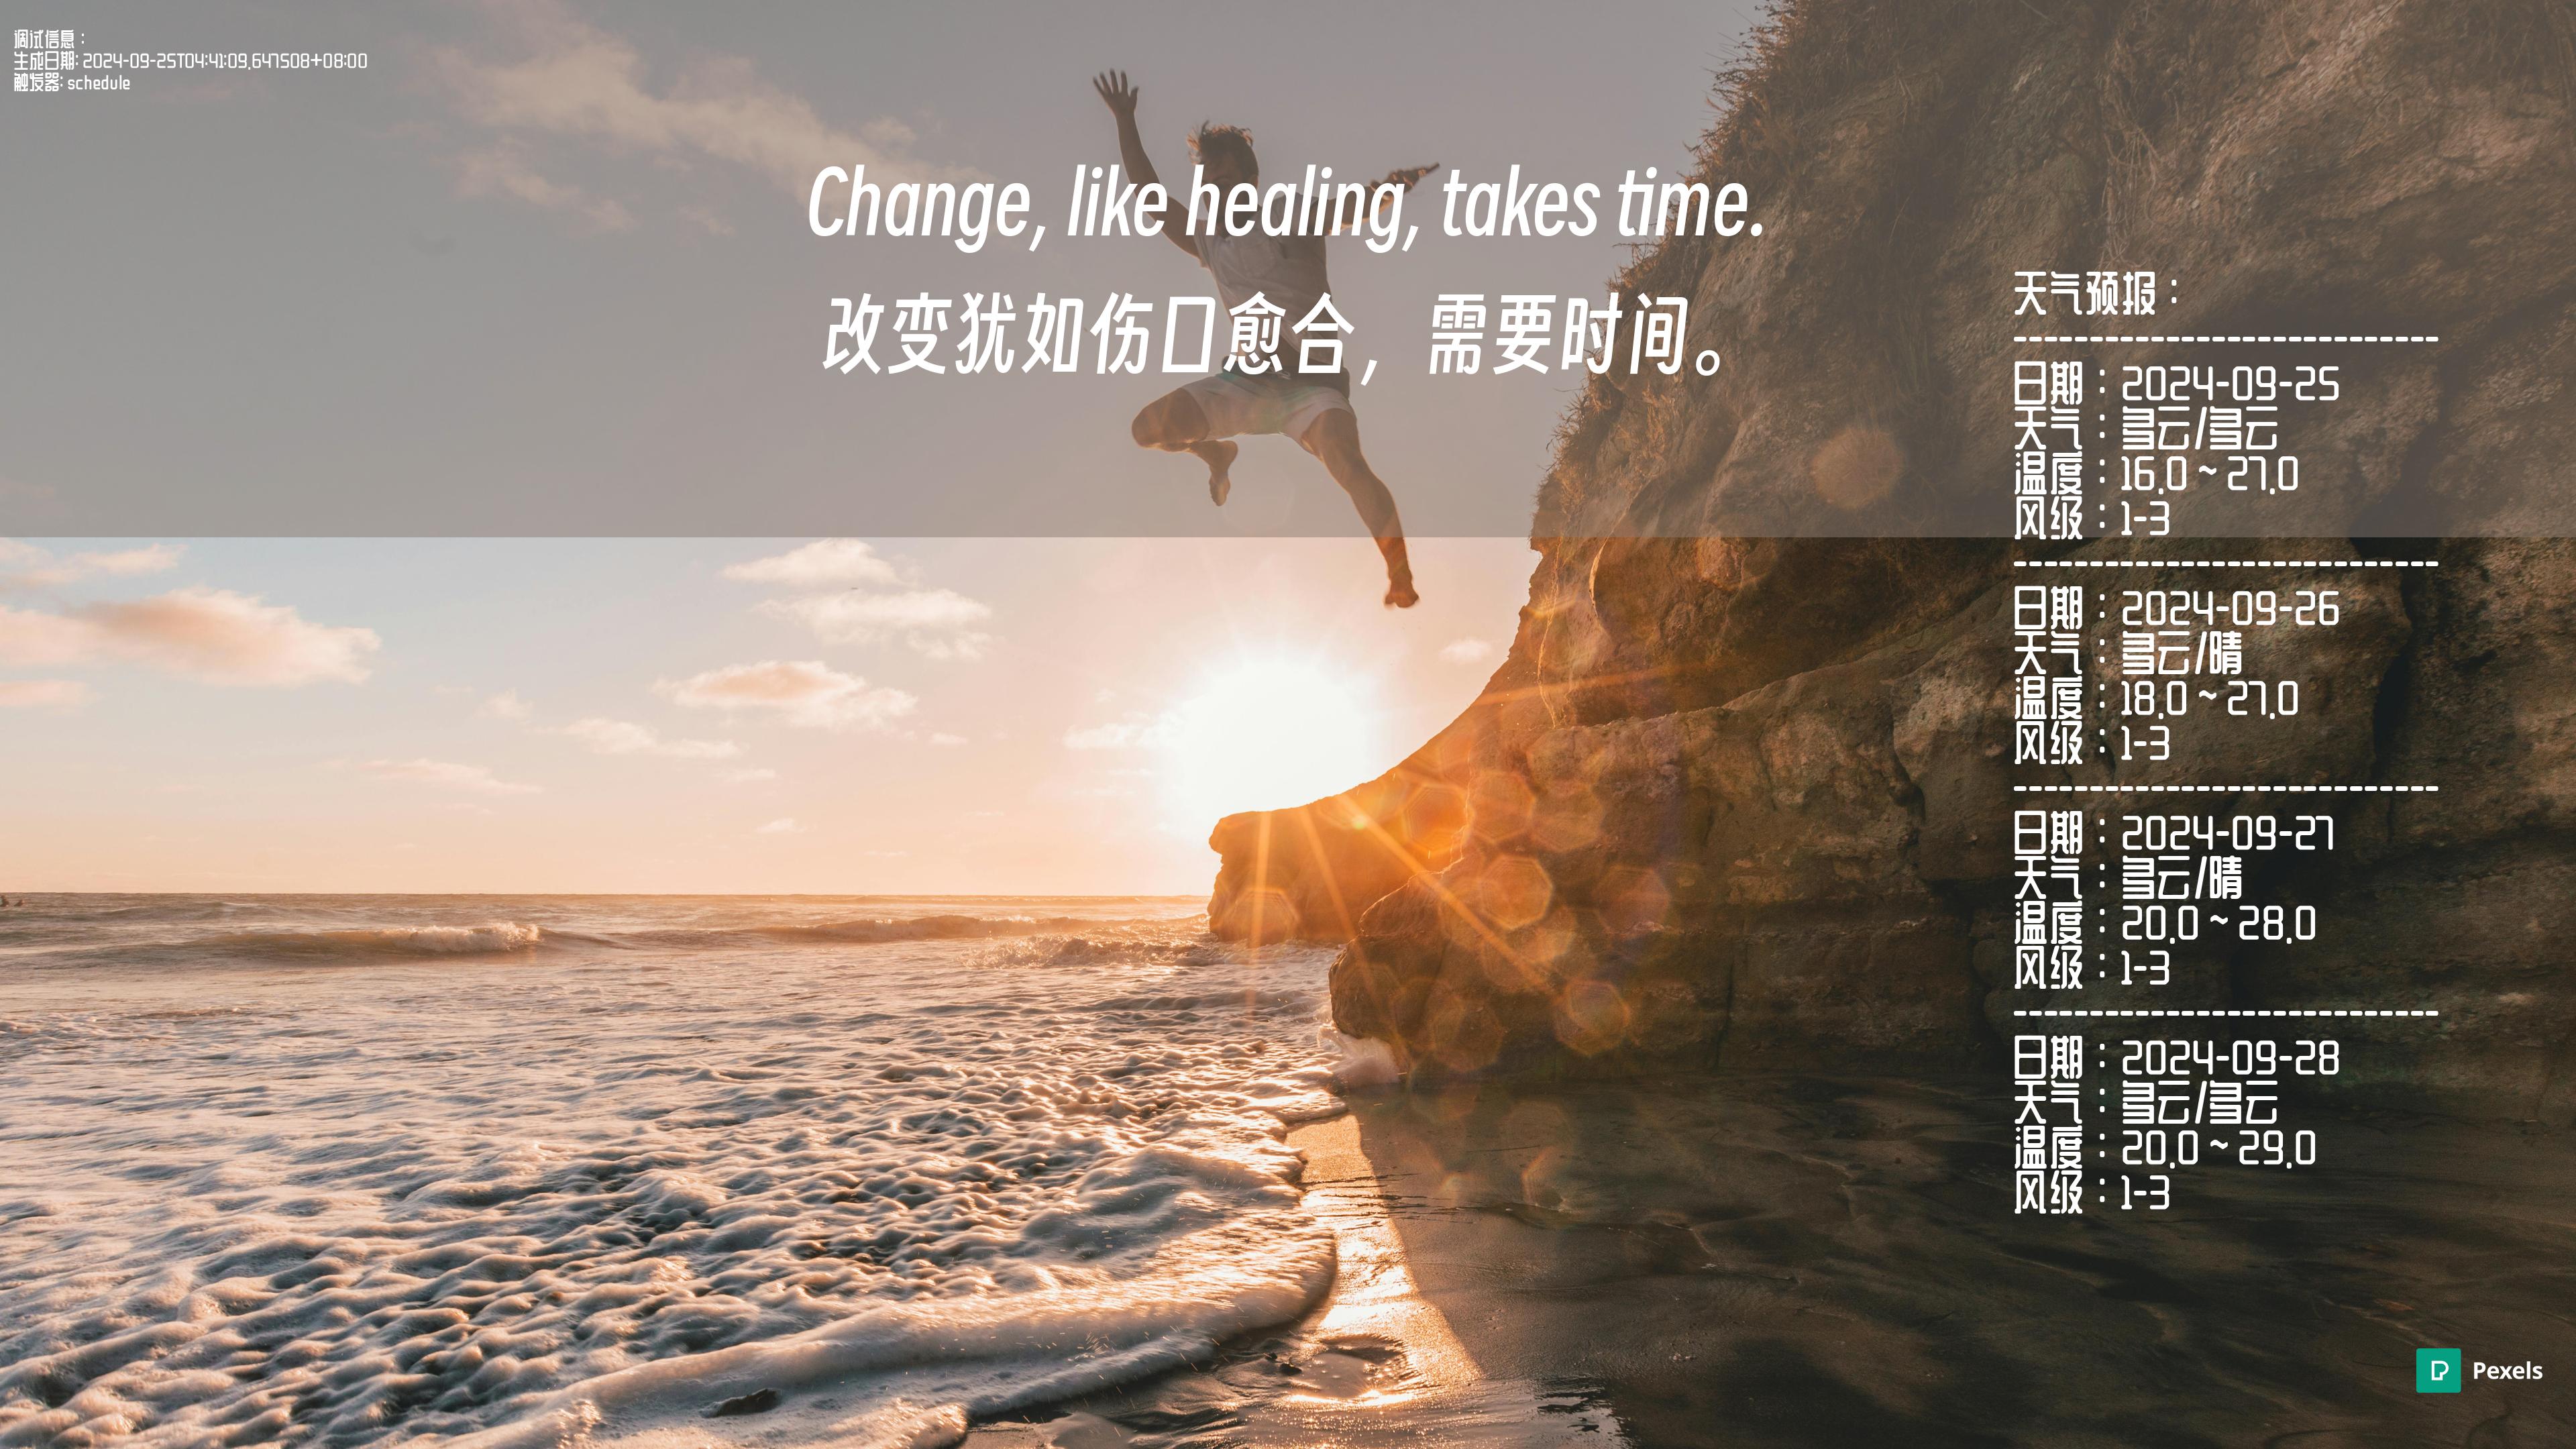 调试信息：
生成日期: 2024-09-25T04:41:09.647508+08:00
触发器: schedule
Change, like healing, takes time.
改变犹如伤口愈合，需要时间。
天气预报：
----------------------------
日期：2024-09-25
天气：多云/多云
温度：16.0 ~ 27.0
风级：1-3
----------------------------
日期：2024-09-26
天气：多云/晴
温度：18.0 ~ 27.0
风级：1-3
----------------------------
日期：2024-09-27
天气：多云/晴
温度：20.0 ~ 28.0
风级：1-3
----------------------------
日期：2024-09-28
天气：多云/多云
温度：20.0 ~ 29.0
风级：1-3
Pexels